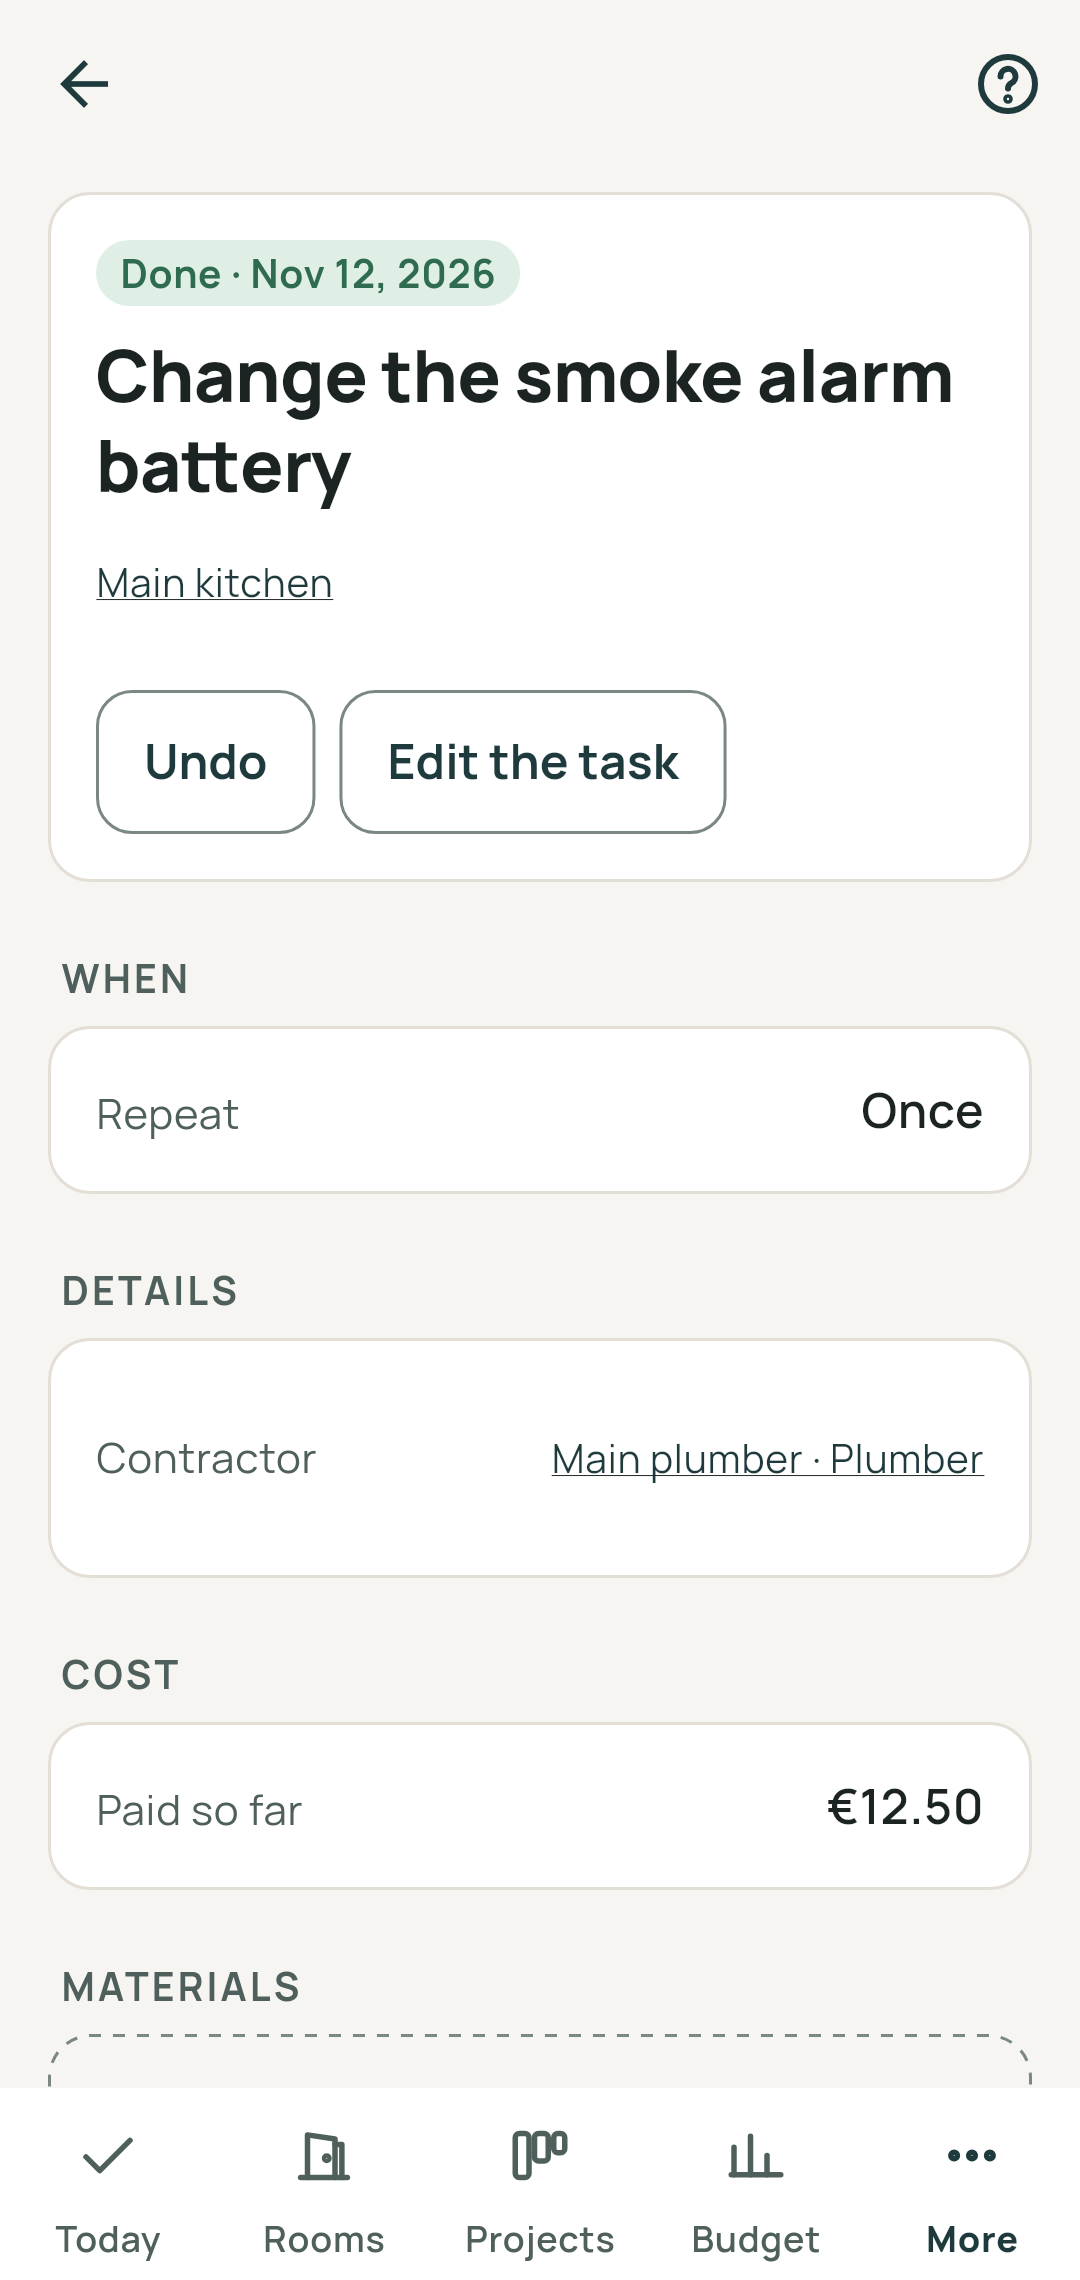 Done · Nov 12, 2026
Change the smoke alarm
battery
Main kitchen
Undo
Edit the task
WHEN
Repeat
Once
DETAILS
Contractor
Main plumber · Plumber
COST
Paid so far
€12.50
MATERIALS
Today
Rooms
Projects
Budget
More